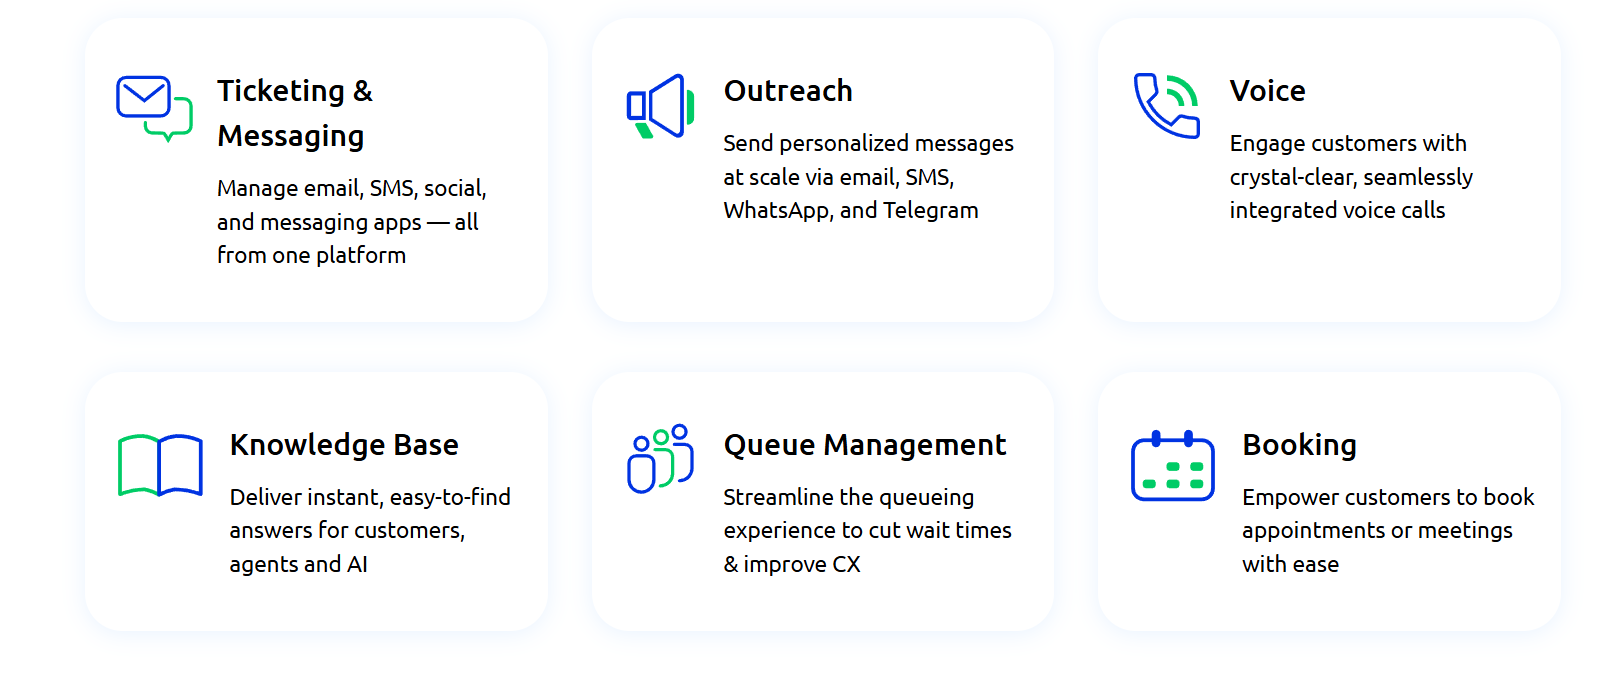 Ticketing &
Messaging
Manage email, SMS, social,
and messaging apps — all
from one platform
Outreach
Send personalized messages
at scale via email, SMS,
WhatsApp, and Telegram
Voice
Engage customers with
crystal-clear, seamlessly
integrated voice calls
Knowledge Base
Deliver instant, easy-to-find
answers for customers,
agents and AI
Queue Management
Streamline the queueing
experience to cut wait times
& improve CX
Booking
Empower customers to book
appointments or meetings
with ease